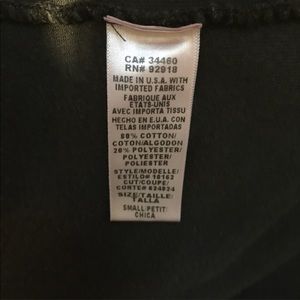 CA# 34460
RN# 92918
MADE IN U.S.A. WITH
IMPORTED FABRICS
FABRIQUE AUX
ETATS-UNIS
AVEC IMPORTA TISSU
HECHO EN E.U.A. CON
TELAS IMPORTADAS
80% COTTON/
COTON/ALGODON
20% POLYESTER/
POLYESTER/
POLIESTER
STYLE/MODELLE/
ESTILO# 18162
CUT/COUPE/
CORTE# 624024
SIZE/TAILLE/
TALLA
SMALL/PETIT/
CHICA